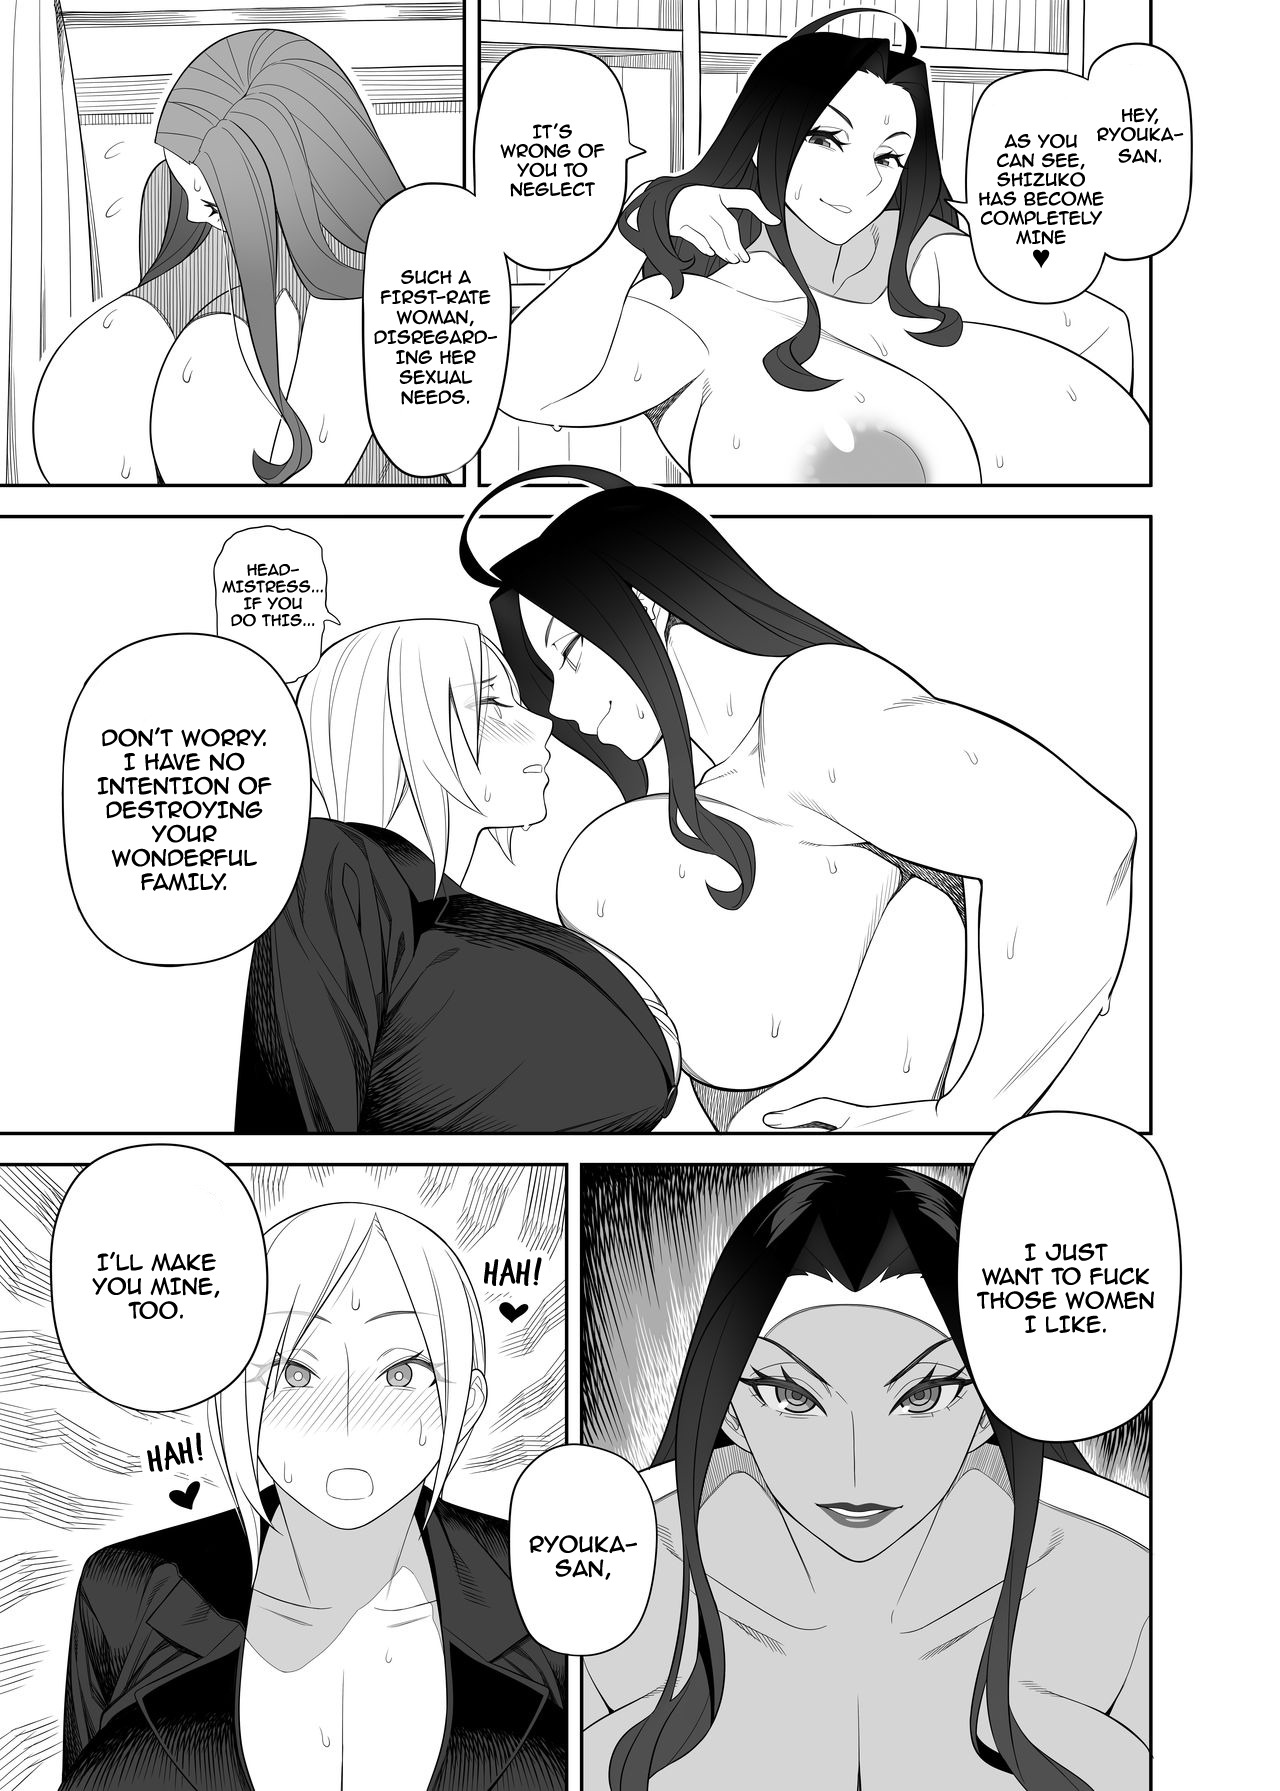 HEY,
RYOUKA-
SAN.
AS YOU
CAN SEE,
SHIZUKO
HAS BECOME
COMPLETELY
MINE
♥
IT'S
WRONG OF
YOU TO
NEGLECT
SUCH A
FIRST-RATE
WOMAN,
DISREGARD-
ING HER
SEXUAL
NEEDS.
HEAD-
MISTRESS...
IF YOU
DO THIS...
DON'T WORRY.
I HAVE NO
INTENTION OF
DESTROYING
YOUR
WONDERFUL
FAMILY.
I JUST
WANT TO FUCK
THOSE WOMEN
I LIKE.
RYOUKA-
SAN,
I'LL MAKE
YOU MINE,
TOO.
HAH!
♥
HAH!
♥